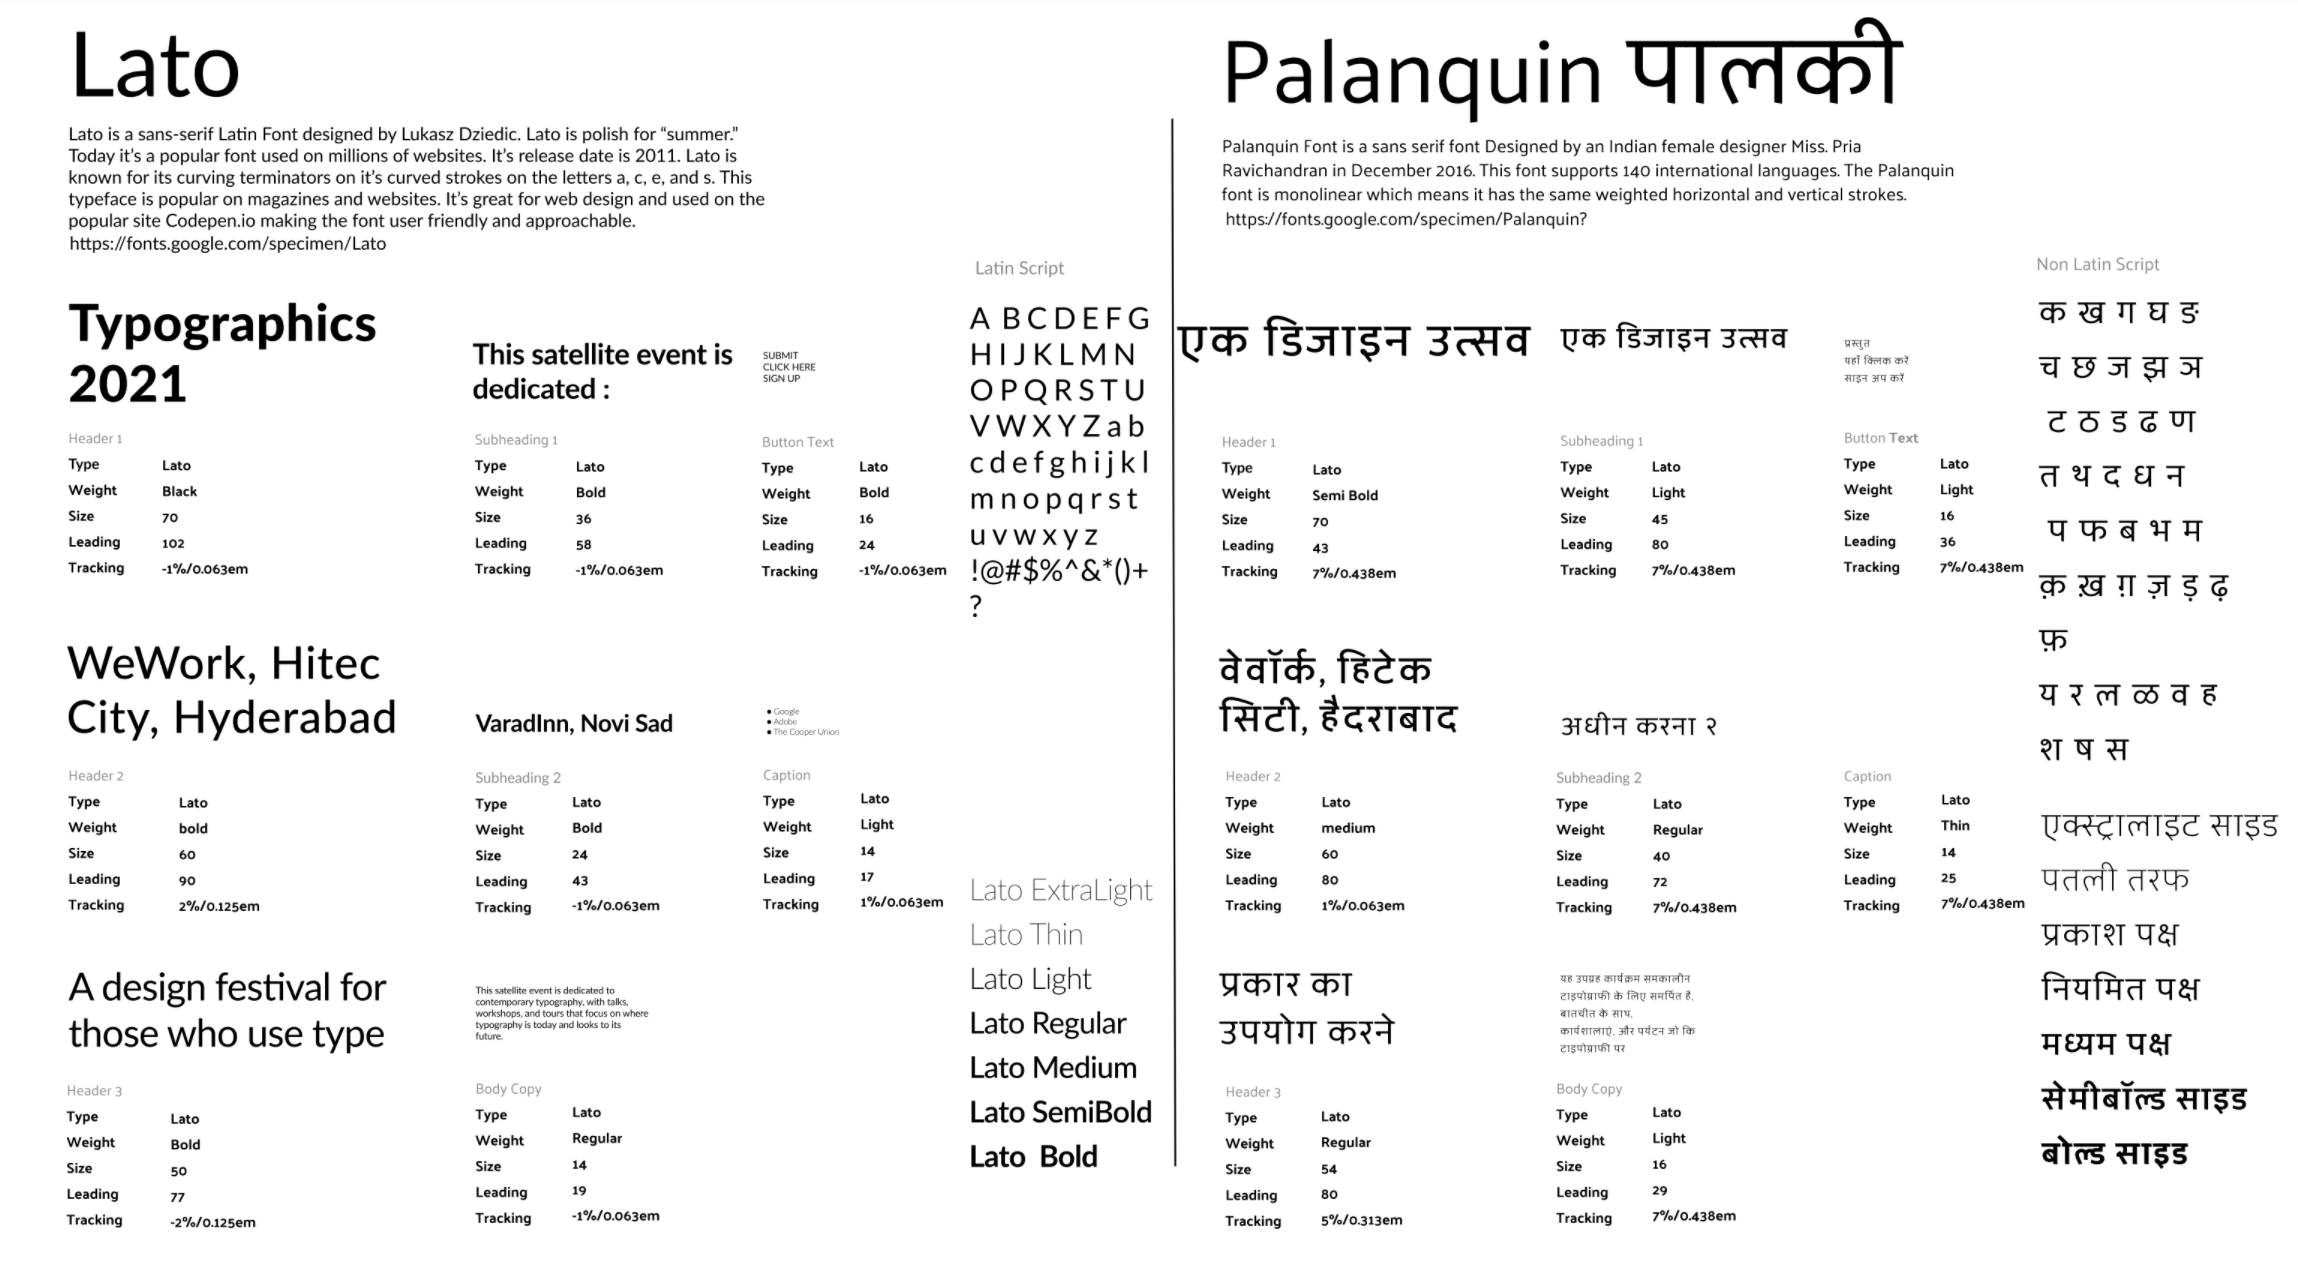 Lato
Lato is a sans-serif Latin Font designed by Lukasz Dziedic. Lato is polish for “summer.”
Today it’s a popular font used on millions of websites. It’s release date is 2011. Lato is
known for its curving terminators on it’s curved strokes on the letters a, c, e, and s. This
typeface is popular on magazines and websites. It’s great for web design and used on the
popular site Codepen.io making the font user friendly and approachable.
https://fonts.google.com/specimen/Lato
Typographics
2021
Header 1
Type Lato
Weight Black
Size 70
Leading 102
Tracking -1%/0.063em
This satellite event is
dedicated :
Subheading 1
Type Lato
Weight Bold
Size 36
Leading 58
Tracking -1%/0.063em
SUBMIT
CLICK HERE
SIGN UP
Button Text
Type Lato
Weight Bold
Size 16
Leading 24
Tracking -1%/0.063em
WeWork, Hitec
City, Hyderabad
Header 2
Type Lato
Weight bold
Size 60
Leading 90
Tracking 2%/0.125em
VaradInn, Novi Sad
Subheading 2
Type Lato
Weight Bold
Size 24
Leading 43
Tracking -1%/0.063em
• Google
• Adobe
• The Cooper Union
Caption
Type Lato
Weight Light
Size 14
Leading 17
Tracking 1%/0.063em
A design festival for
those who use type
Header 3
Type Lato
Weight Bold
Size 50
Leading 77
Tracking -2%/0.125em
This satellite event is dedicated to
contemporary typography, with talks,
workshops, and tours that focus on where
typography is today and looks to its
future.
Body Copy
Type Lato
Weight Regular
Size 14
Leading 19
Tracking -1%/0.063em
Latin Script
A B C D E F G
H I J K L M N
O P Q R S T U
V W X Y Z a b
c d e f g h i j k l
m n o p q r s t
u v w x y z
!@#$%^&*()+
?
Lato ExtraLight
Lato Thin
Lato Light
Lato Regular
Lato Medium
Lato SemiBold
Lato Bold
Palanquin पालकी
Palanquin Font is a sans serif font Designed by an Indian female designer Miss. Pria
Ravichandran in December 2016. This font supports 140 international languages. The Palanquin
font is monolinear which means it has the same weighted horizontal and vertical strokes.
https://fonts.google.com/specimen/Palanquin?
एक डिजाइन उत्सव
Header 1
Type Lato
Weight Semi Bold
Size 70
Leading 43
Tracking 7%/0.438em
एक डिजाइन उत्सव
Subheading 1
Type Lato
Weight Light
Size 45
Leading 80
Tracking 7%/0.438em
प्रस्तुत
यहाँ क्लिक करें
साइन अप करें
Button Text
Type Lato
Weight Light
Size 16
Leading 36
Tracking 7%/0.438em
वेवॉर्क, हिटेक
सिटी, हैदराबाद
Header 2
Type Lato
Weight medium
Size 60
Leading 80
Tracking 1%/0.063em
अधीन करना २
Subheading 2
Type Lato
Weight Regular
Size 40
Leading 72
Tracking 7%/0.438em
Caption
Type Lato
Weight Thin
Size 14
Leading 25
Tracking 7%/0.438em
प्रकार का
उपयोग करने
Header 3
Type Lato
Weight Regular
Size 54
Leading 80
Tracking 5%/0.313em
यह उपग्रह कार्यक्रम समकालीन
टाइपोग्राफी के लिए समर्पित है,
बातचीत के साथ,
कार्यशालाएं, और पर्यटन जो कि
टाइपोग्राफी पर
Body Copy
Type Lato
Weight Light
Size 16
Leading 29
Tracking 7%/0.438em
Non Latin Script
क ख ग घ ङ
च छ ज झ ञ
ट ठ ड ढ ण
त थ द ध न
प फ ब भ म
क़ ख़ ग़ ज़ ड़ ढ़
फ़
य र ल ळ व ह
श ष स
एक्स्ट्रालाइट साइड
पतली तरफ
प्रकाश पक्ष
नियमित पक्ष
मध्यम पक्ष
सेमीबॉल्ड साइड
बोल्ड साइड